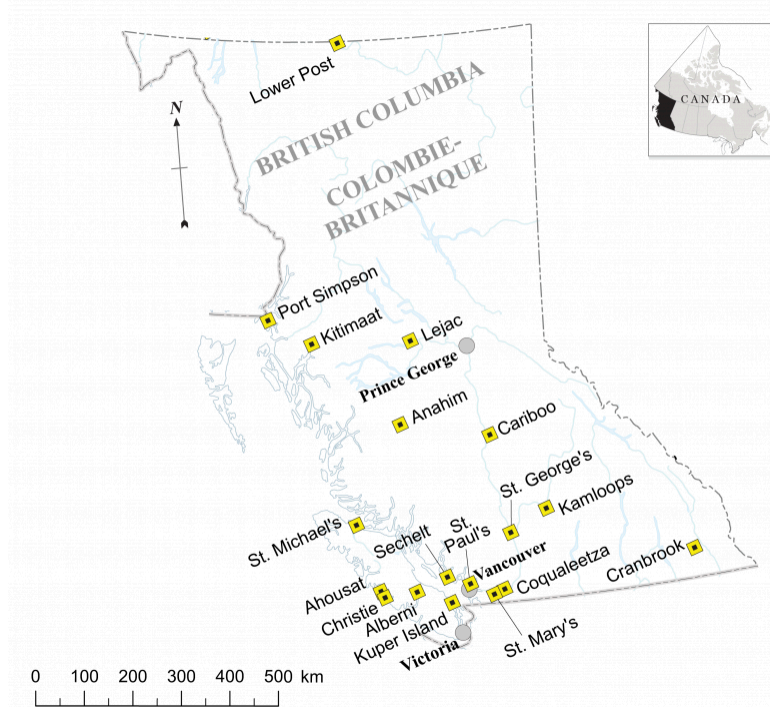 Lower Post
CANADA
N
BRITISH COLUMBIA
COLOMBIE-
BRITANNIQUE
Port Simpson
Kitimaat
Lejac
Prince George
Anahim
Cariboo
St. George's
Kamloops
St. Michael's
Sechelt
St.
Paul's
Vancouver
Coqualeetza
Cranbrook
Ahousat
Christie
Alberni
Kuper Island
St. Mary's
Victoria
0 100 200 300 400 500 km